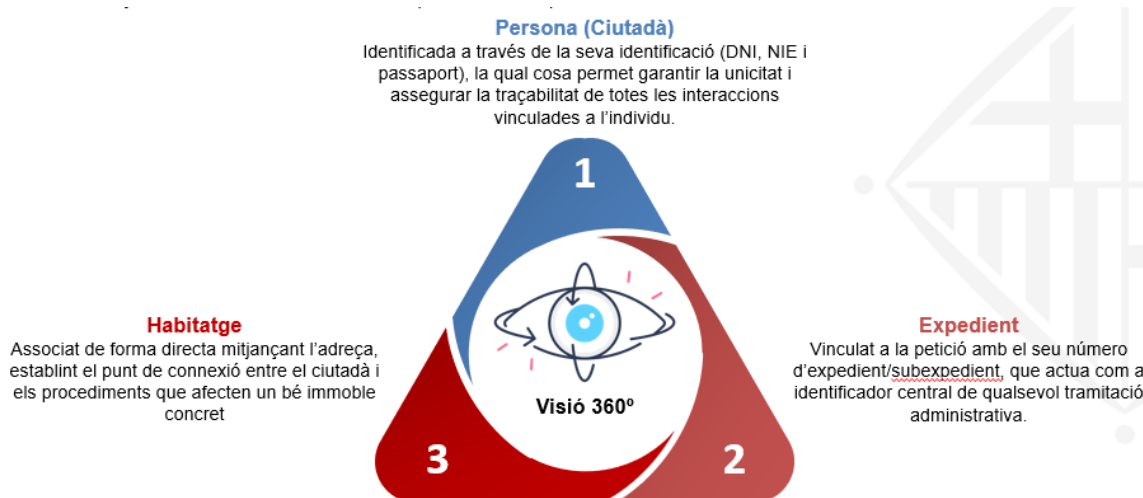 Persona (Ciutadà)
Identificada a través de la seva identificació (DNI, NIE i
passaport), la qual cosa permet garantir la unicitat i
assegurar la traçabilitat de totes les interaccions
vinculades a l'individu.
1
Habitatge
Associat de forma directa mitjançant l'adreça,
establint el punt de connexió entre el ciutadà i
els procediments que afecten un bé immoble
concret
Expedient
Vinculat a la petició amb el seu número
d'expedient/subexpedient, que actua com a
identificador central de qualsevol tramitació
administrativa.
Visió 360º
3
2